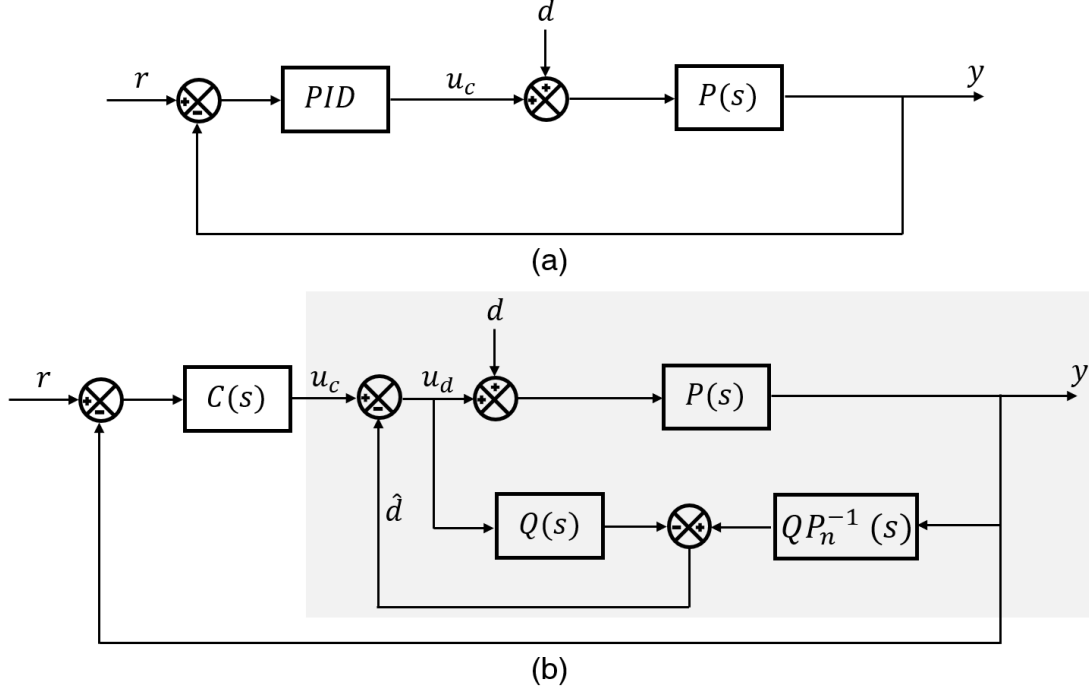 d
r
PID
u_c
P(s)
y
(a)
d
r
C(s)
u_c
u_d
P(s)
y
d̂
Q(s)
QP_n^{-1}(s)
(b)